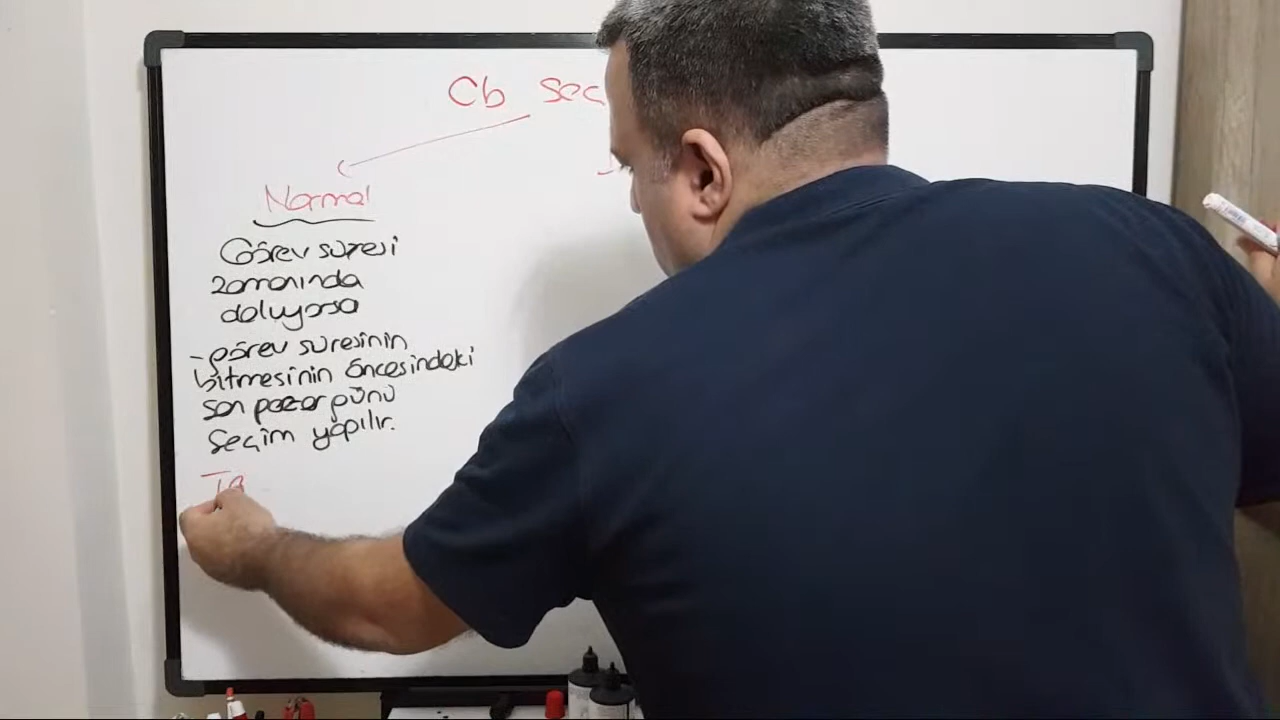 Cb Seç
Normal
Görev süresi
zamanında
doluyorsa
- görev süresinin
bitmesinin öncesindeki
son pazar günü
seçim yapılır.